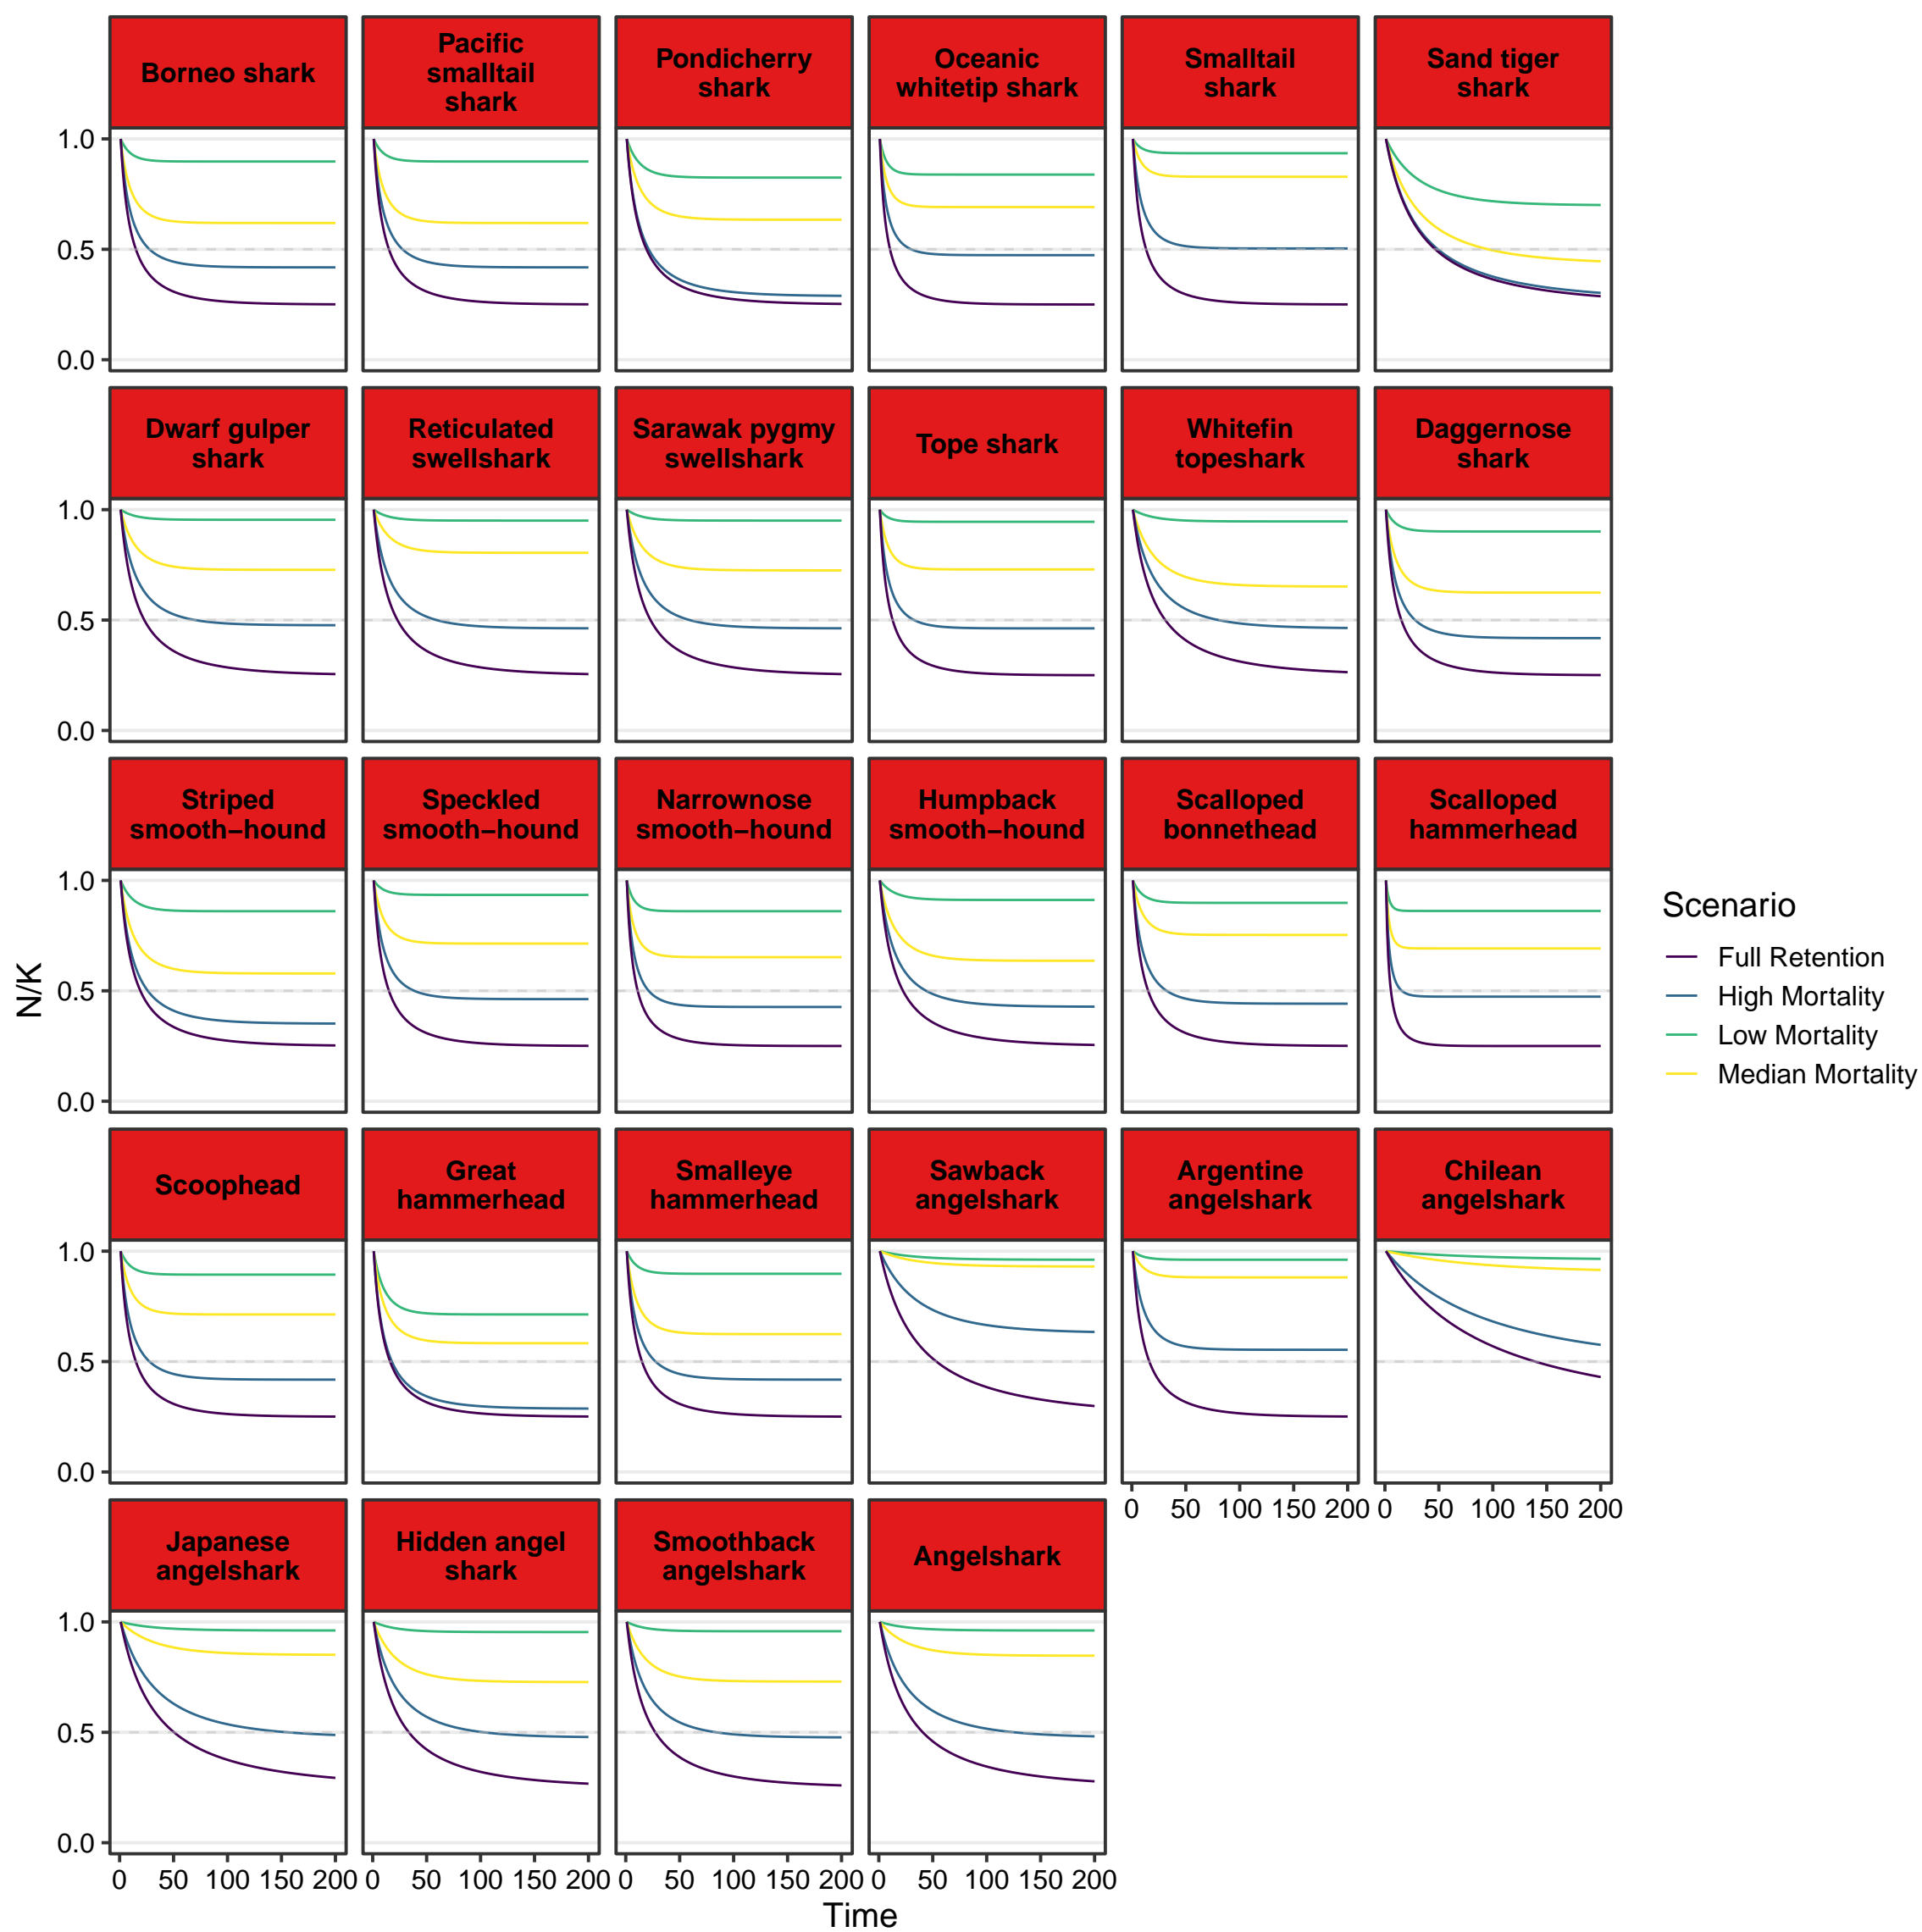 Borneo shark
Pacific
smalltail
shark
Pondicherry
shark
Oceanic
whitetip shark
Smalltail
shark
Sand tiger
shark
1.0
0.5
0.0
Dwarf gulper
shark
Reticulated
swellshark
Sarawak pygmy
swellshark
Tope shark
Whitefin
topeshark
Daggernose
shark
1.0
0.5
0.0
Striped
smooth−hound
Speckled
smooth−hound
Narrownose
smooth−hound
Humpback
smooth−hound
Scalloped
bonnethead
Scalloped
hammerhead
1.0
0.5
0.0
N/K
Scenario
Full Retention
High Mortality
Low Mortality
Median Mortality
Scoophead
Great
hammerhead
Smalleye
hammerhead
Sawback
angelshark
Argentine
angelshark
Chilean
angelshark
1.0
0.5
0.0
0 50 100 150 200 0 50 100 150 200
Japanese
angelshark
Hidden angel
shark
Smoothback
angelshark
Angelshark
1.0
0.5
0.0
0 50 100 150 200 0 50 100 150 200 0 50 100 150 200 0 50 100 150 200
Time